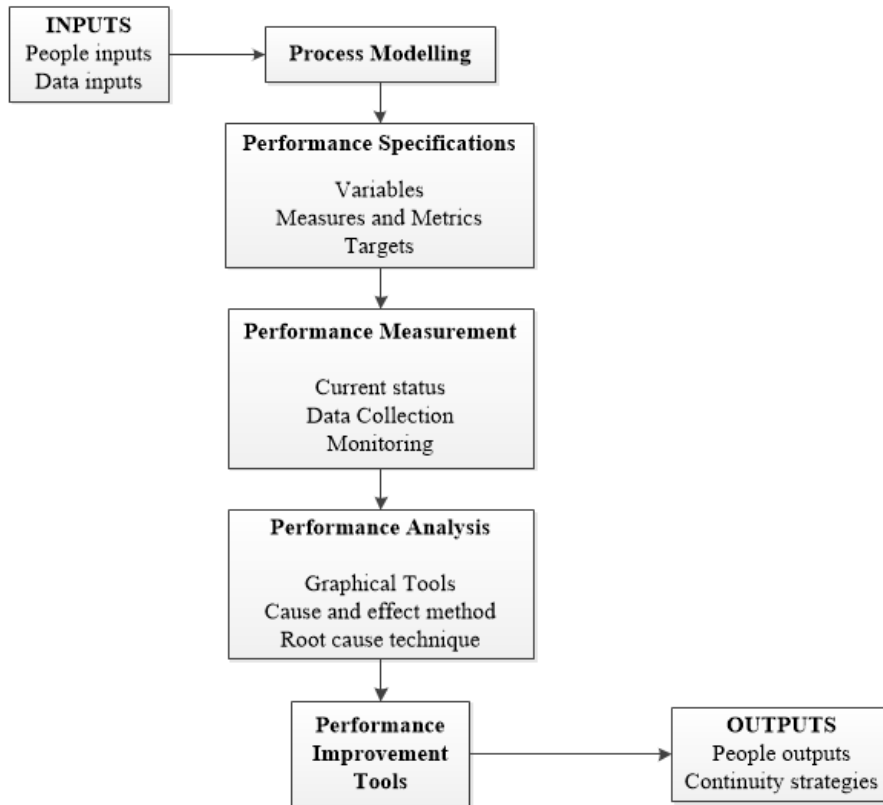 INPUTS
People inputs
Data inputs
Process Modelling
Performance Specifications
Variables
Measures and Metrics
Targets
Performance Measurement
Current status
Data Collection
Monitoring
Performance Analysis
Graphical Tools
Cause and effect method
Root cause technique
Performance
Improvement
Tools
OUTPUTS
People outputs
Continuity strategies